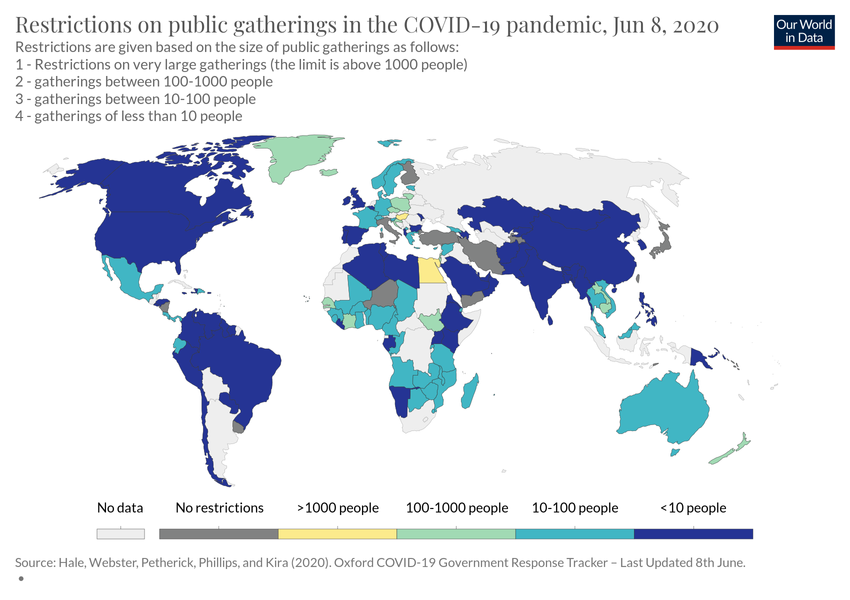 Restrictions on public gatherings in the COVID-19 pandemic, Jun 8, 2020
Our World
in Data
Restrictions are given based on the size of public gatherings as follows:
1 - Restrictions on very large gatherings (the limit is above 1000 people)
2 - gatherings between 100-1000 people
3 - gatherings between 10-100 people
4 - gatherings of less than 10 people
No data No restrictions >1000 people 100-1000 people 10-100 people <10 people
Source: Hale, Webster, Petherick, Phillips, and Kira (2020). Oxford COVID-19 Government Response Tracker – Last Updated 8th June.
•